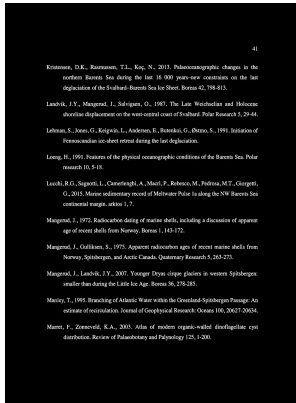 41
Kristensen, D.K., Rasmussen, T.L., Koç, N., 2013. Palaeoceanographic changes in the
northern Barents Sea during the last 16 000 years–new constraints on the last
deglaciation of the Svalbard–Barents Sea Ice Sheet. Boreas 42, 798-813.
Landvik, J.Y., Mangerud, J., Salvigsen, O., 1987. The Late Weichselian and Holocene
shoreline displacement on the west-central coast of Svalbard. Polar Research 5, 29-44.
Lehman, S., Jones, G., Keigwin, L., Andersen, E., Butenko, G., Østmo, S., 1991. Initiation of
Fennoscandian ice-sheet retreat during the last deglaciation.
Loeng, H., 1991. Features of the physical oceanographic conditions of the Barents Sea. Polar
research 10, 5-18.
Lucchi, R.G., Sagnotti, L., Camerlenghi, A., Macrì, P., Rebesco, M., Pedrosa, M.T., Giorgetti,
G., 2015. Marine sedimentary record of Meltwater Pulse 1a along the NW Barents Sea
continental margin. arktos 1, 7.
Mangerud, J., 1972. Radiocarbon dating of marine shells, including a discussion of apparent
age of recent shells from Norway. Boreas 1, 143-172.
Mangerud, J., Gulliksen, S., 1975. Apparent radiocarbon ages of recent marine shells from
Norway, Spitsbergen, and Arctic Canada. Quaternary Research 5, 263-273.
Mangerud, J., Landvik, J.Y., 2007. Younger Dryas cirque glaciers in western Spitsbergen:
smaller than during the Little Ice Age. Boreas 36, 278-285.
Manley, T., 1995. Branching of Atlantic Water within the Greenland-Spitsbergen Passage: An
estimate of recirculation. Journal of Geophysical Research: Oceans 100, 20627-20634.
Marret, F., Zonneveld, K.A., 2003. Atlas of modern organic-walled dinoflagellate cyst
distribution. Review of Palaeobotany and Palynology 125, 1-200.